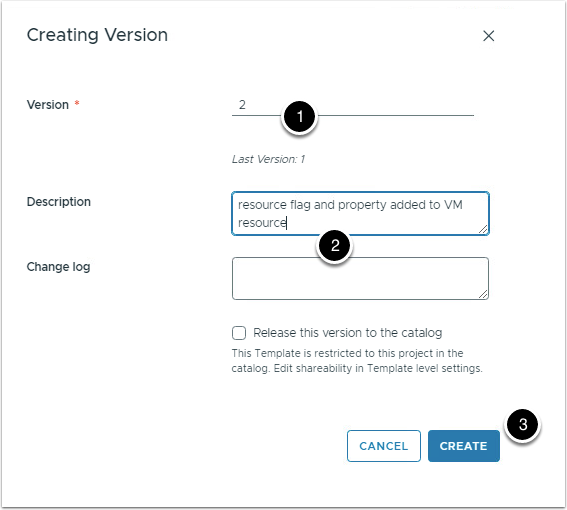 Creating Version
Version *
2
1
Last Version: 1
Description
resource flag and property added to VM
resource
2
Change log
Release this version to the catalog
This Template is restricted to this project in the
catalog. Edit shareability in Template level settings.
3
CANCEL
CREATE